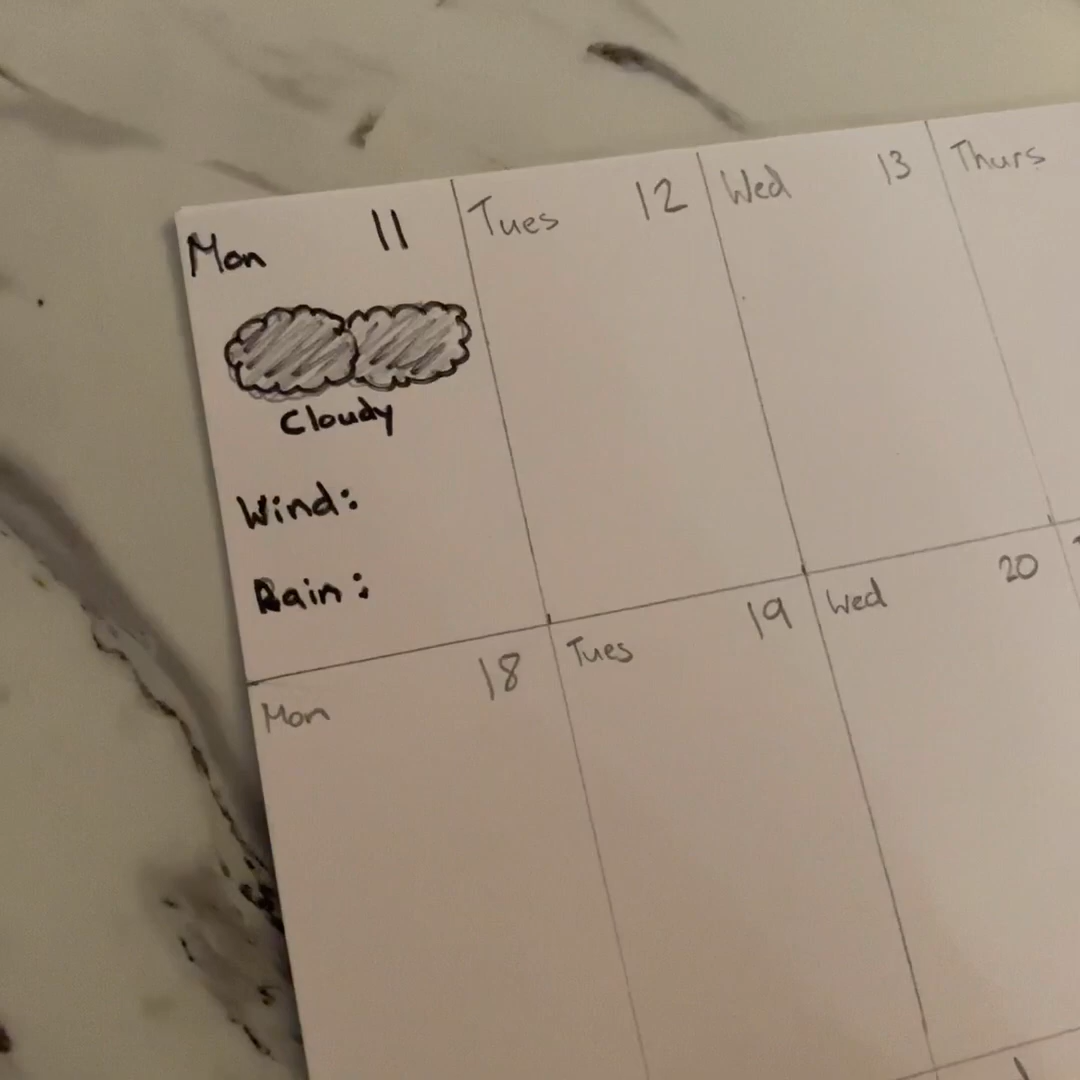 Mon 11
Tues 12
Wed 13
Thurs
Cloudy
Wind:
Rain:
Mon 18
Tues 19
Wed 20